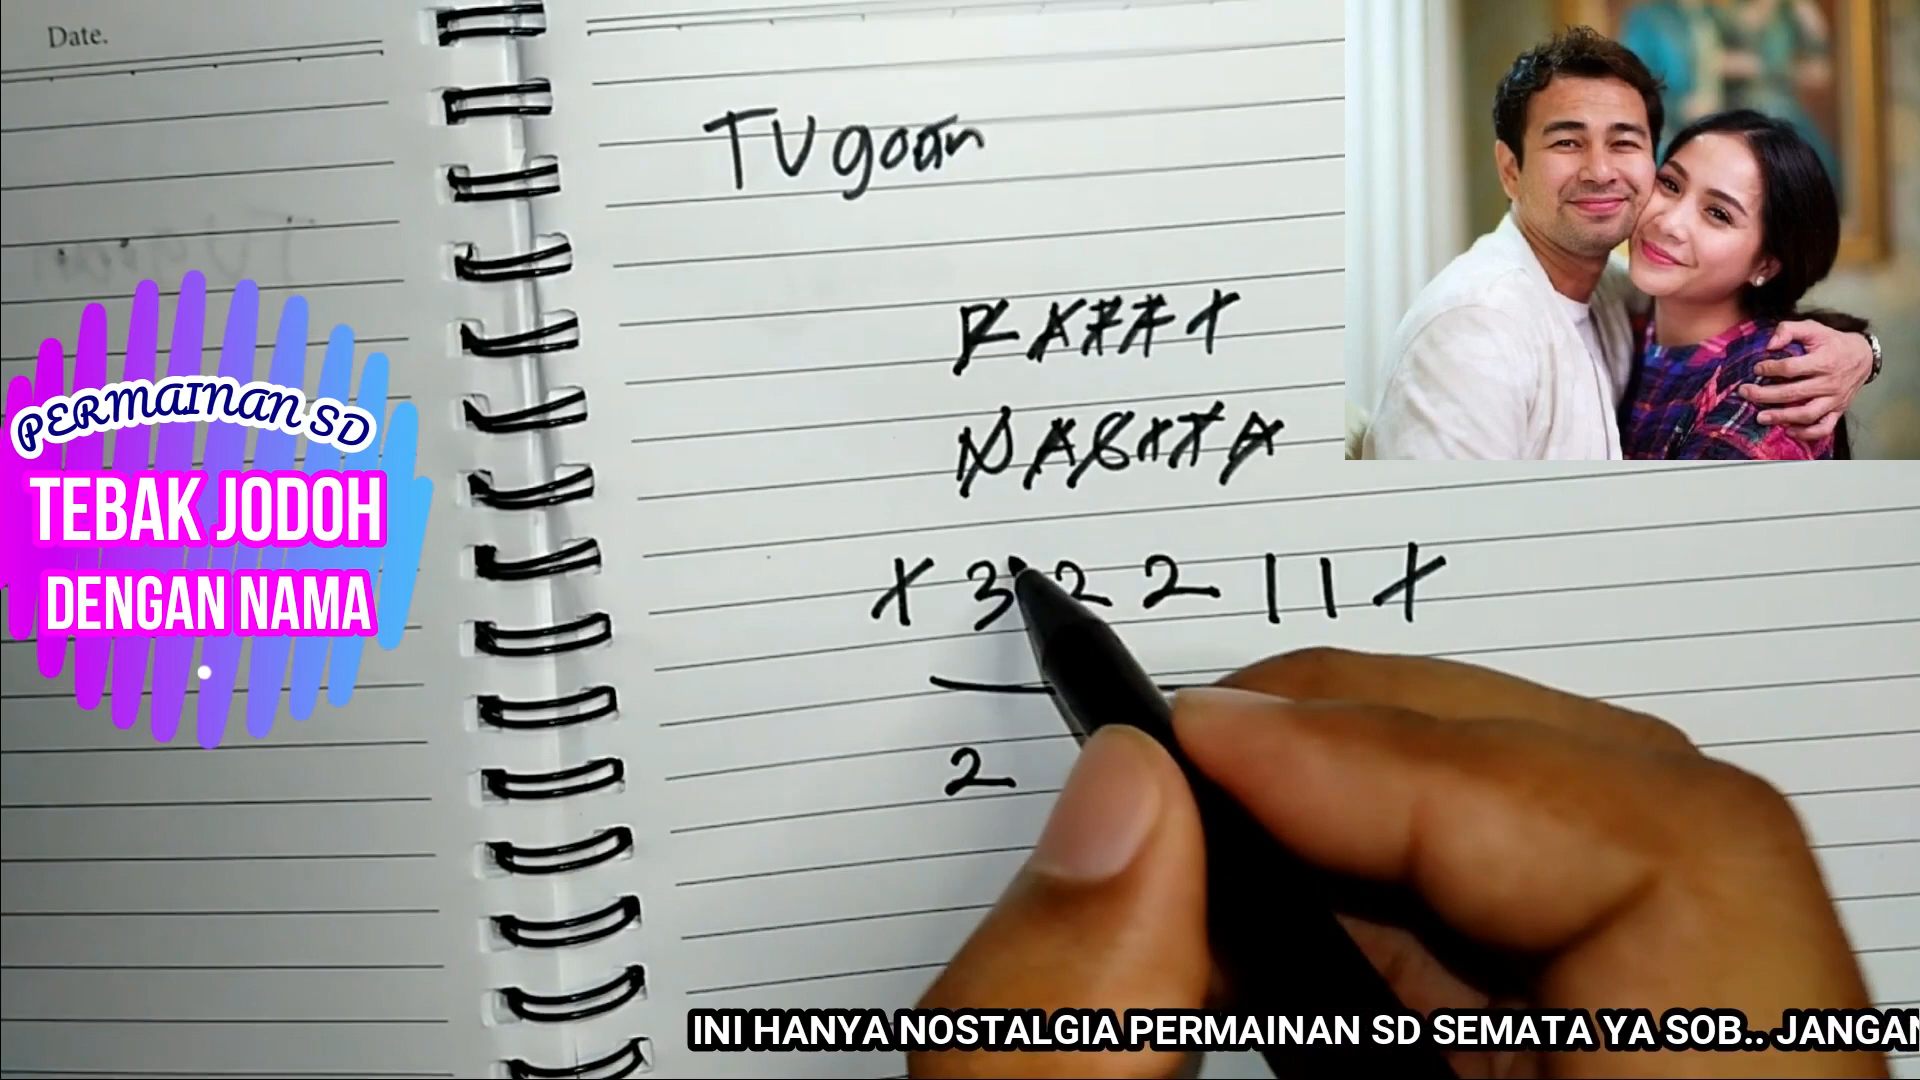 Date.
TUgoan
RAFFI
NAGITA
1 3 2 2 1 1 1
2
PERMAINAN SD
TEBAK JODOH
DENGAN NAMA
INI HANYA NOSTALGIA PERMAINAN SD SEMATA YA SOB.. JANGAN